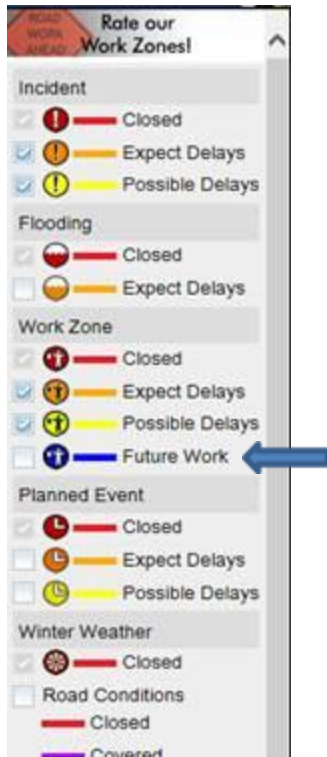 ROAD
WORK
AHEAD
Rate our
Work Zones!
Incident
Closed
Expect Delays
Possible Delays
Flooding
Closed
Expect Delays
Work Zone
Closed
Expect Delays
Possible Delays
Future Work
Planned Event
Closed
Expect Delays
Possible Delays
Winter Weather
Closed
Road Conditions
Closed
Covered